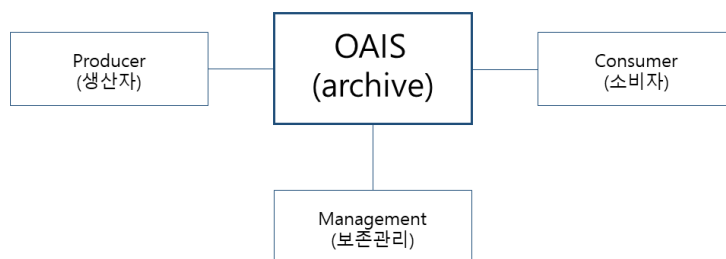 Producer
(생산자)
OAIS
(archive)
Consumer
(소비자)
Management
(보존관리)